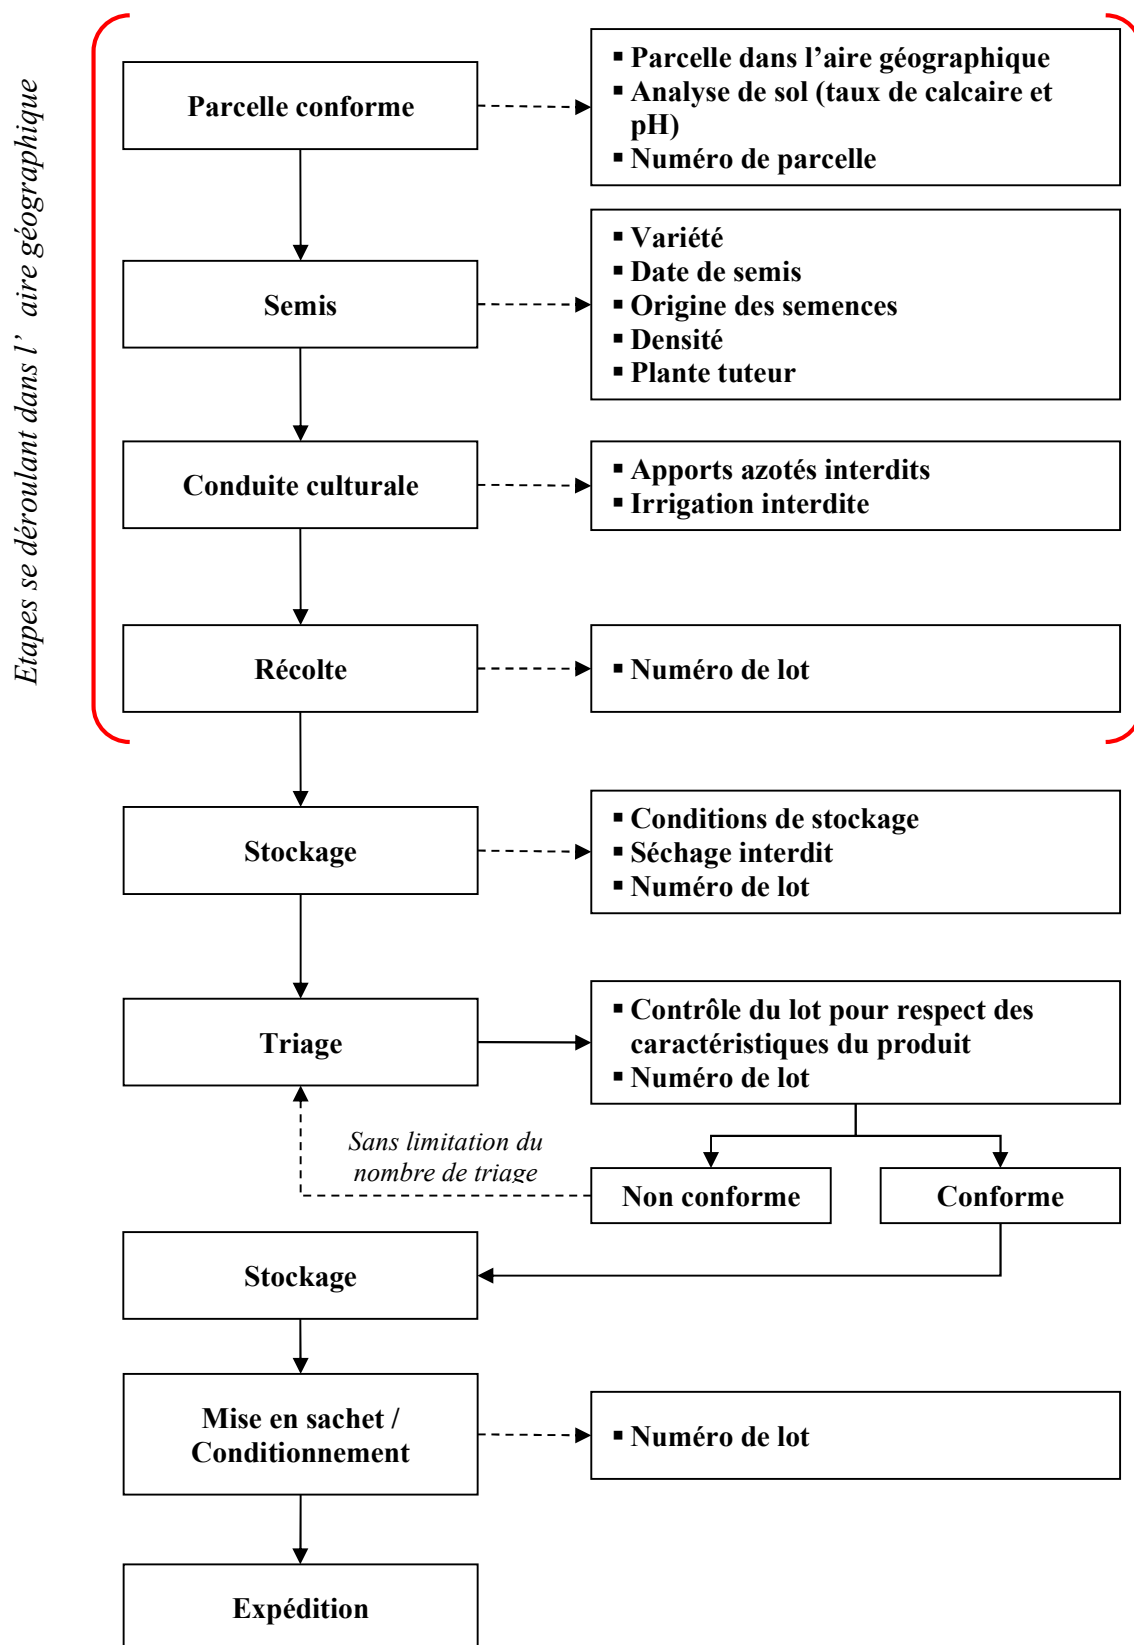 Etapes se déroulant dans l’ aire géographique
Parcelle conforme
▪ Parcelle dans l’aire géographique
▪ Analyse de sol (taux de calcaire et
pH)
▪ Numéro de parcelle
Semis
▪ Variété
▪ Date de semis
▪ Origine des semences
▪ Densité
▪ Plante tuteur
Conduite culturale
▪ Apports azotés interdits
▪ Irrigation interdite
Récolte
▪ Numéro de lot
Stockage
▪ Conditions de stockage
▪ Séchage interdit
▪ Numéro de lot
Triage
▪ Contrôle du lot pour respect des
caractéristiques du produit
▪ Numéro de lot
Sans limitation du
nombre de triage
Non conforme
Conforme
Stockage
Mise en sachet /
Conditionnement
▪ Numéro de lot
Expédition